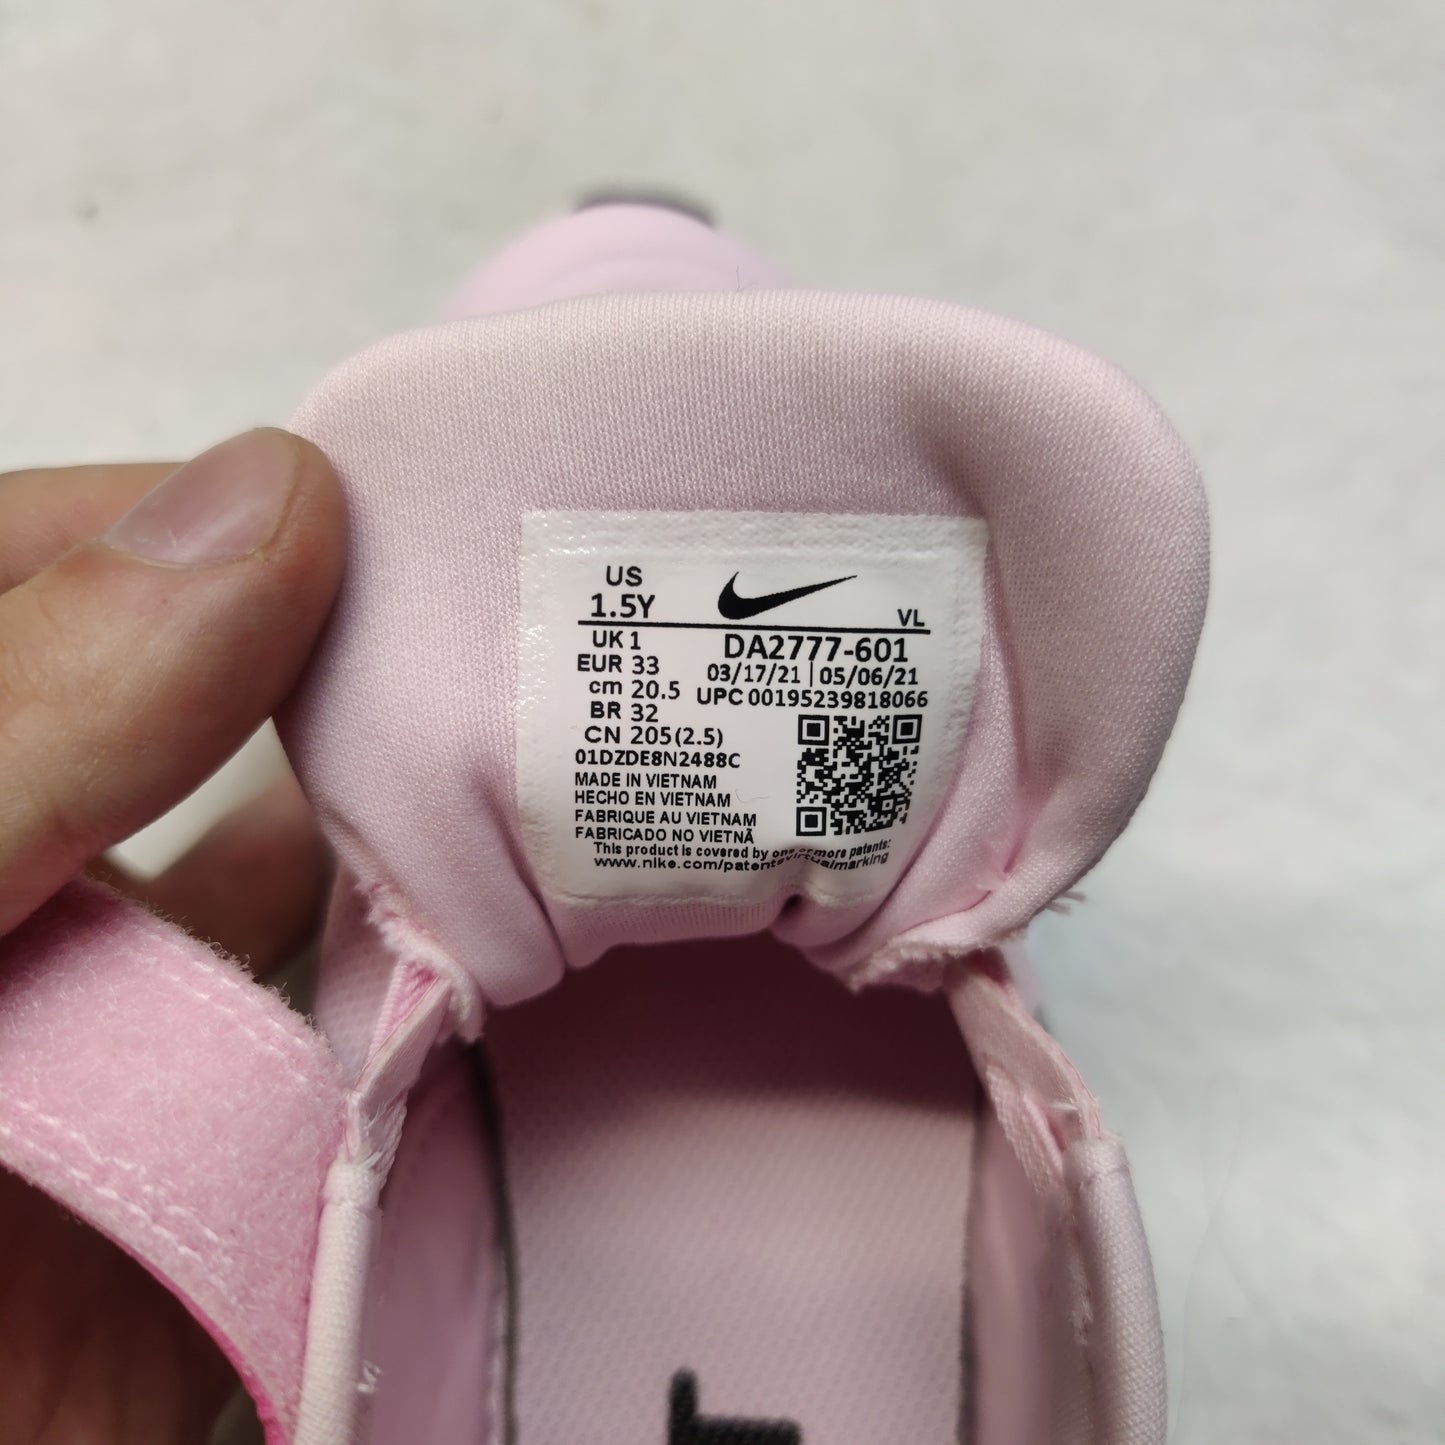 US
1.5Y
VL
UK 1
DA2777-601
EUR 33
03/17/21 | 05/06/21
cm 20.5
UPC 00195239818066
BR 32
CN 205(2.5)
01DZDE8N2488C
MADE IN VIETNAM
HECHO EN VIETNAM
FABRIQUE AU VIETNAM
FABRICADO NO VIETNÃ
This product is covered by one or more patents:
www.nike.com/patentsvirtualmarking